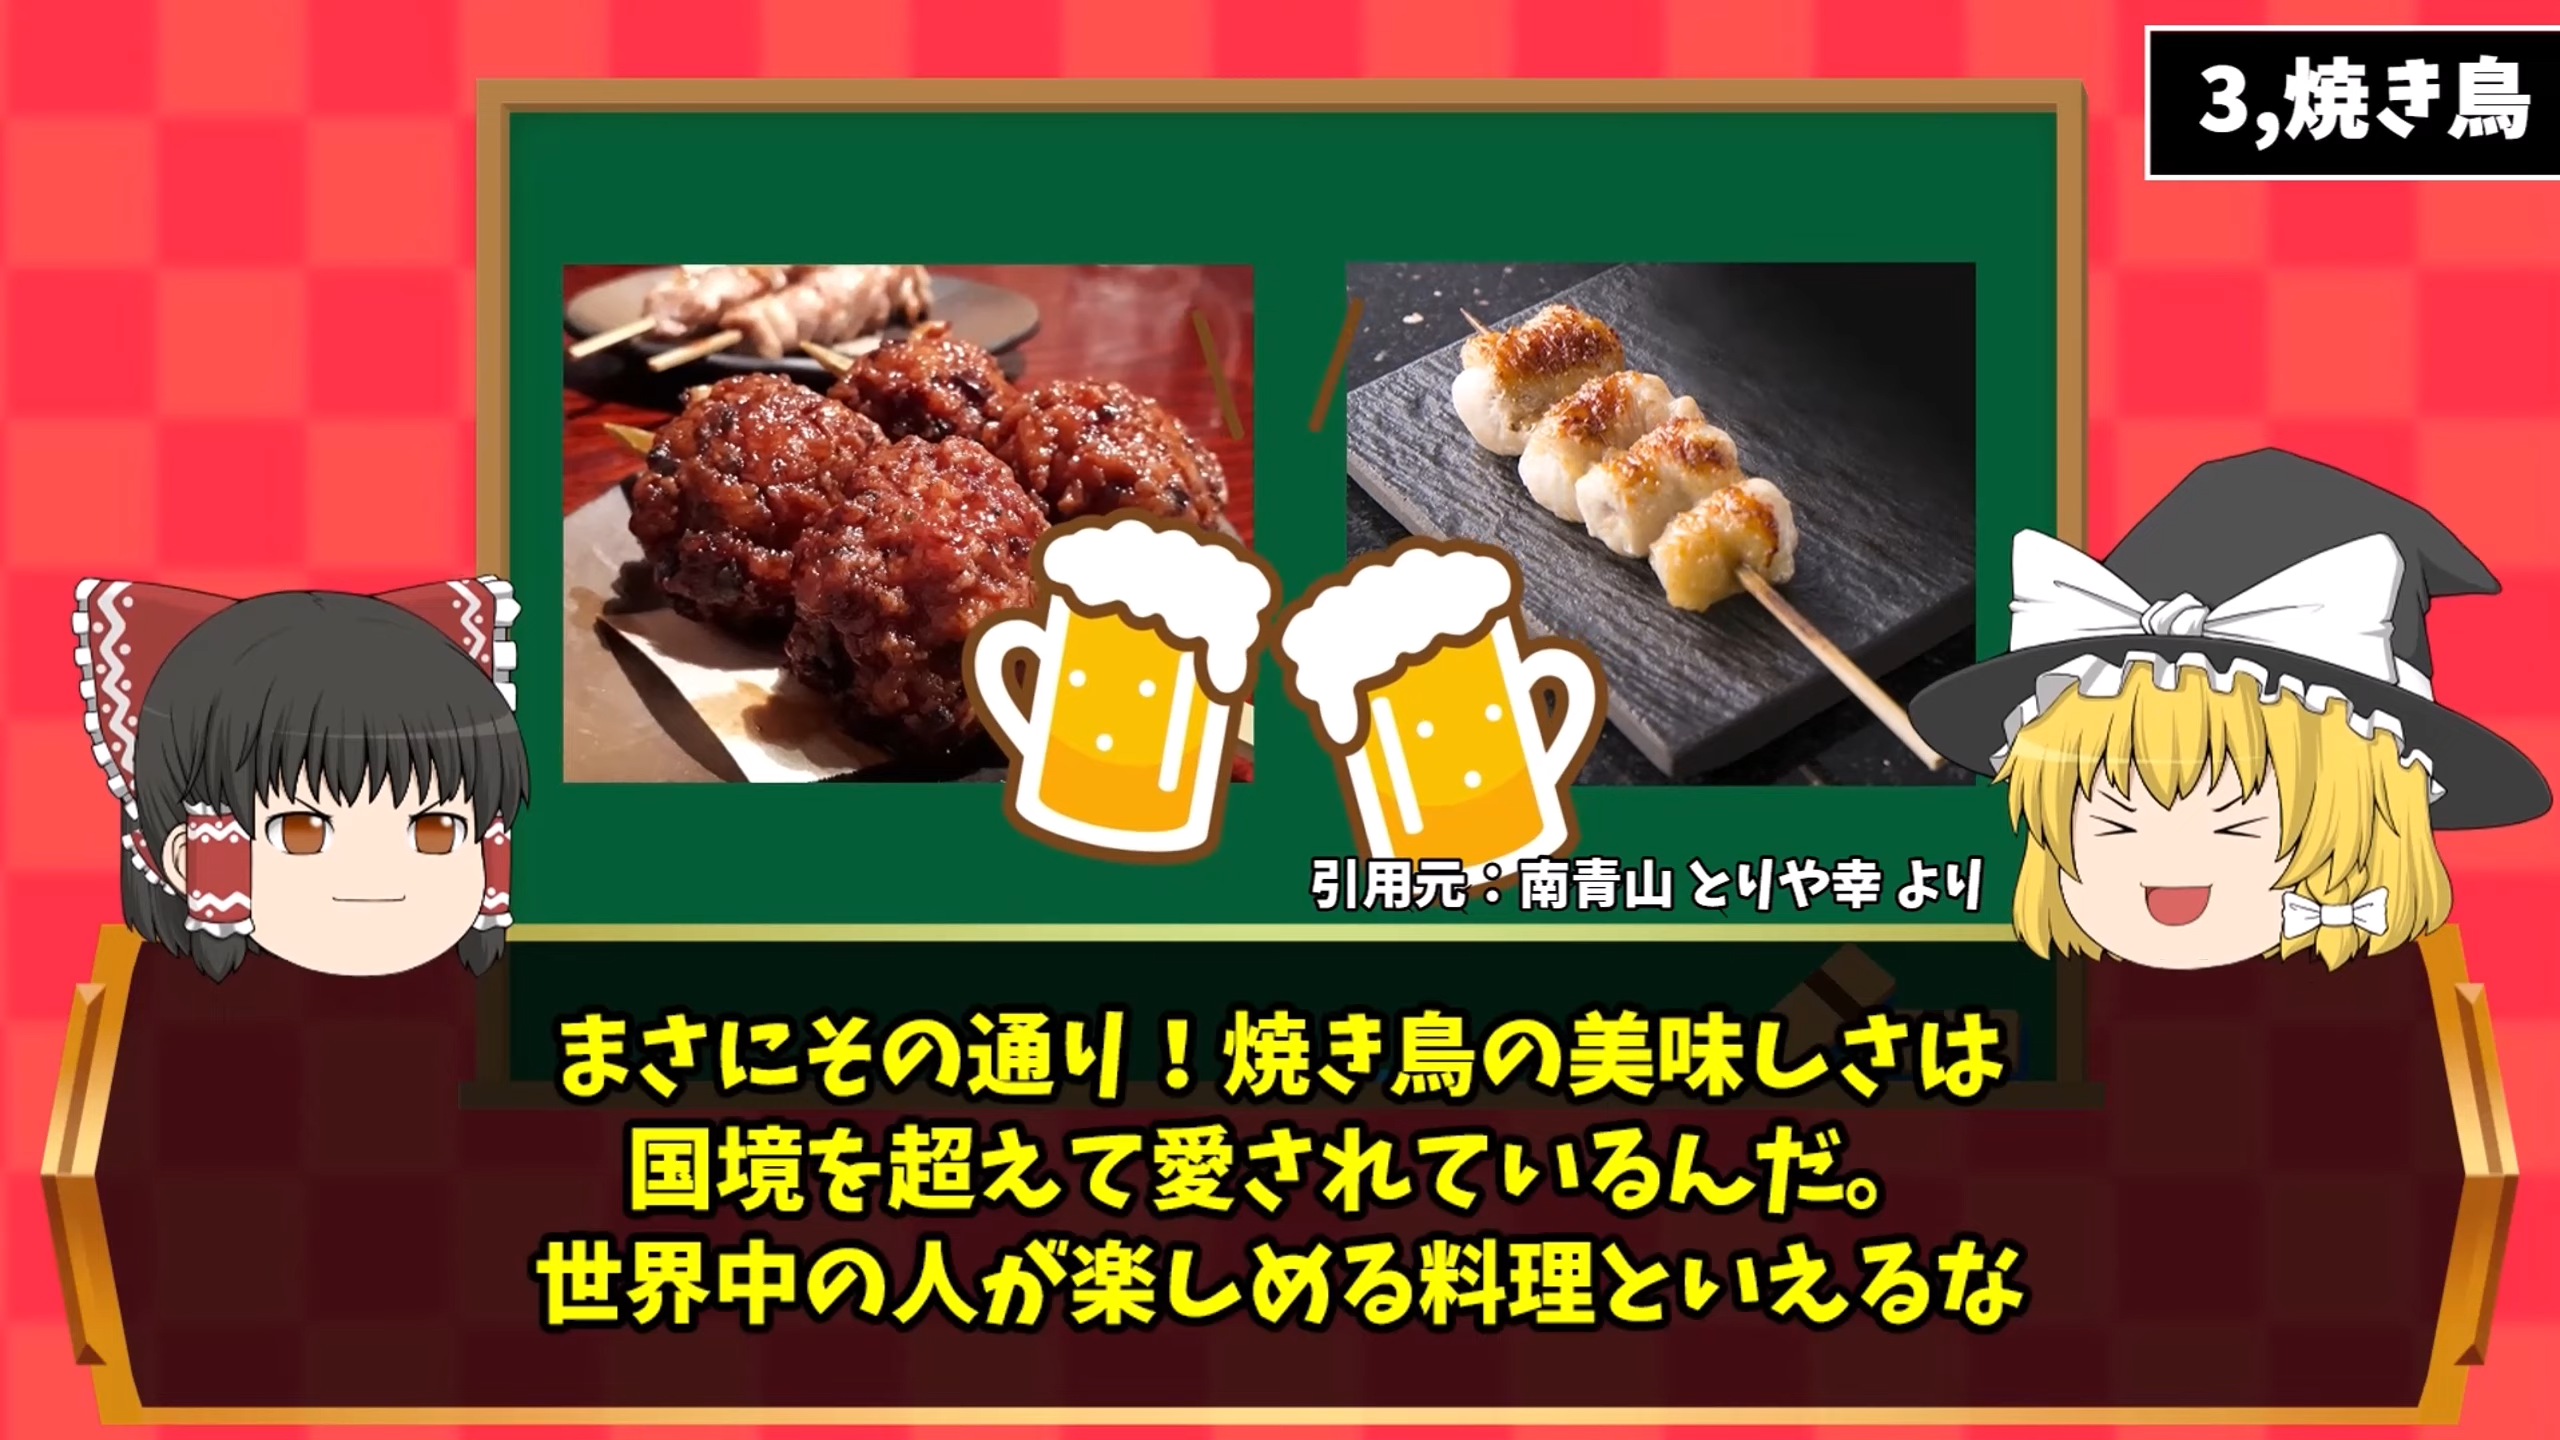 3,焼き鳥
引用元：南青山 とりや幸 より
まさにその通り！焼き鳥の美味しさは
国境を超えて愛されているんだ。
世界中の人が楽しめる料理といえるな